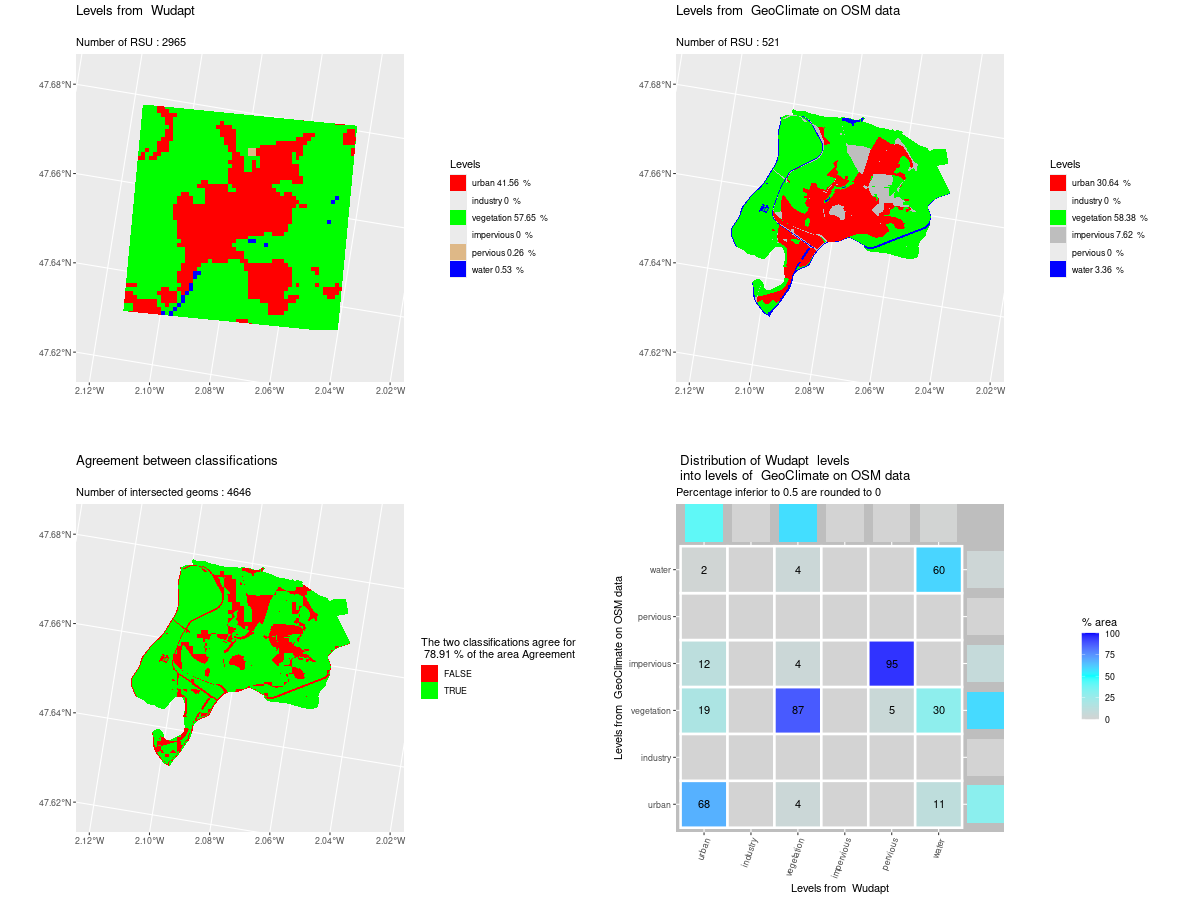 Levels from  Wudapt
Number of RSU : 2965
47.68°N
47.66°N
47.64°N
47.62°N
2.12°W
2.10°W
2.08°W
2.06°W
2.04°W
2.02°W
Levels
urban 41.56  %
industry 0  %
vegetation 57.65  %
impervious 0  %
pervious 0.26  %
water 0.53  %
Levels from  GeoClimate on OSM data
Number of RSU : 521
47.68°N
47.66°N
47.64°N
47.62°N
2.12°W
2.10°W
2.08°W
2.06°W
2.04°W
2.02°W
Levels
urban 30.64  %
industry 0  %
vegetation 58.38  %
impervious 7.62  %
pervious 0  %
water 3.36  %
Agreement between classifications
Number of intersected geoms : 4646
47.68°N
47.66°N
47.64°N
47.62°N
2.12°W
2.10°W
2.08°W
2.06°W
2.04°W
2.02°W
The two classifications agree for
78.91 % of the area Agreement
FALSE
TRUE
Distribution of Wudapt  levels
into levels of  GeoClimate on OSM data
Percentage inferior to 0.5 are rounded to 0
Levels from  GeoClimate on OSM data
water
2
4
60
pervious
impervious
12
4
95
vegetation
19
87
5
30
industry
urban
68
4
11
urban
industry
vegetation
impervious
pervious
water
Levels from  Wudapt
% area
100
75
50
25
0